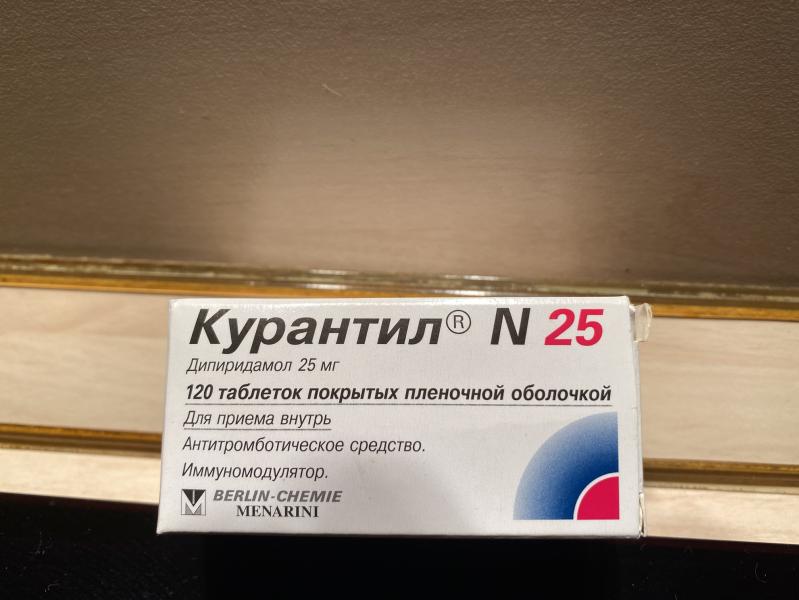 Курантил® N 25
Дипиридамол 25 мг
120 таблеток покрытых пленочной оболочкой
Для приема внутрь
Антитромботическое средство.
Иммуномодулятор.
BERLIN-CHEMIE
MENARINI